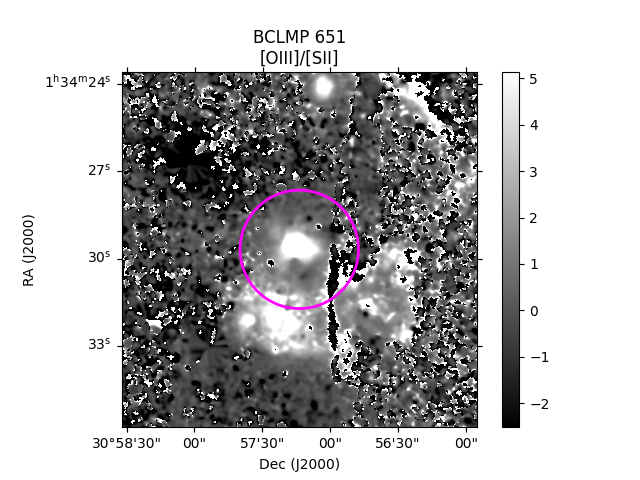 BCLMP 651
[OIII]/[SII]
1ʰ34ᵐ24ˢ
27ˢ
30ˢ
33ˢ
RA (J2000)
30°58'30" 00" 57'30" 00" 56'30" 00"
Dec (J2000)
5
4
3
2
1
0
−1
−2